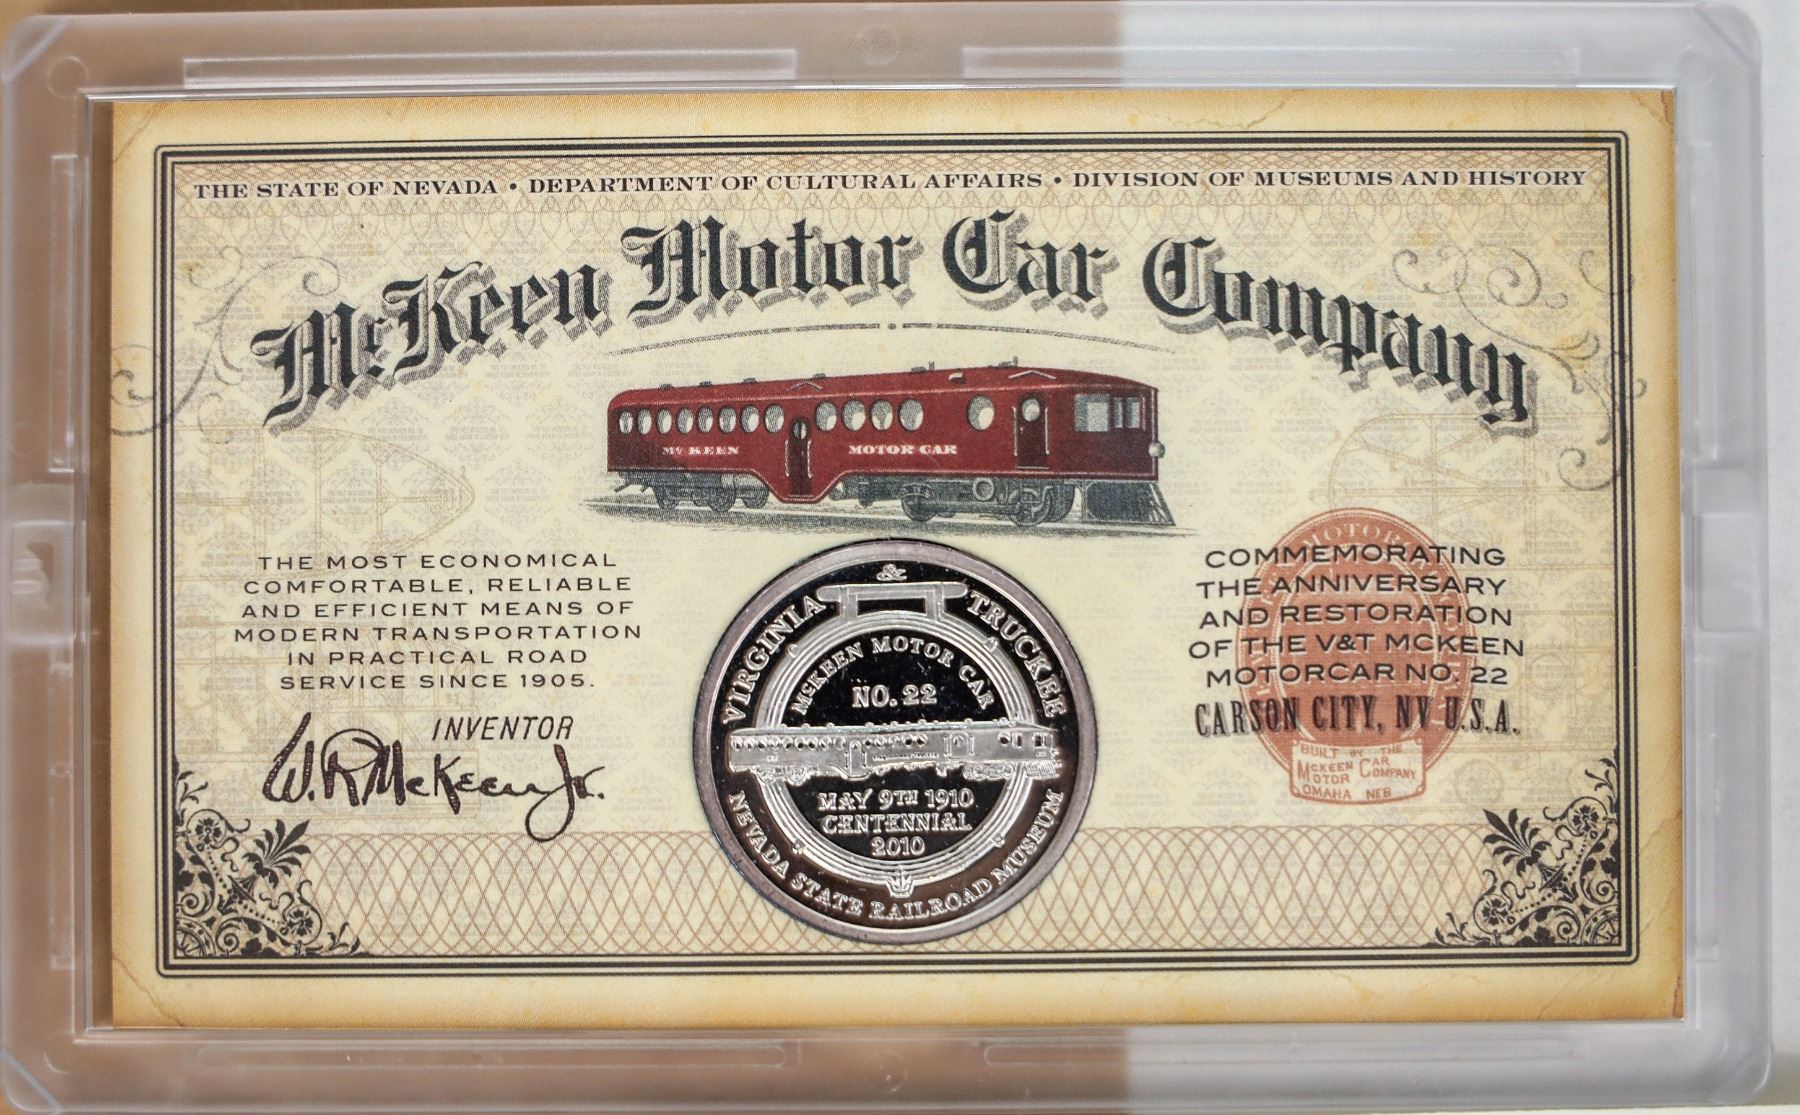 THE STATE OF NEVADA • DEPARTMENT OF CULTURAL AFFAIRS • DIVISION OF MUSEUMS AND HISTORY
McKeen Motor Car Company
MC KEEN MOTOR CAR
THE MOST ECONOMICAL
COMFORTABLE, RELIABLE
AND EFFICIENT MEANS OF
MODERN TRANSPORTATION
IN PRACTICAL ROAD
SERVICE SINCE 1905.
INVENTOR
W.R. McKeen Jr.
&
VIRGINIA TRUCKEE
MCKEEN MOTOR CAR
NO. 22
MAY 9TH 1910
CENTENNIAL
2010
NEVADA STATE RAILROAD MUSEUM
COMMEMORATING
THE ANNIVERSARY
AND RESTORATION
OF THE V&T MCKEEN
MOTORCAR NO. 22
CARSON CITY, NV U.S.A.
MOTOR
BUILT BY THE
MCKEEN CAR
MOTOR COMPANY
OMAHA NEB